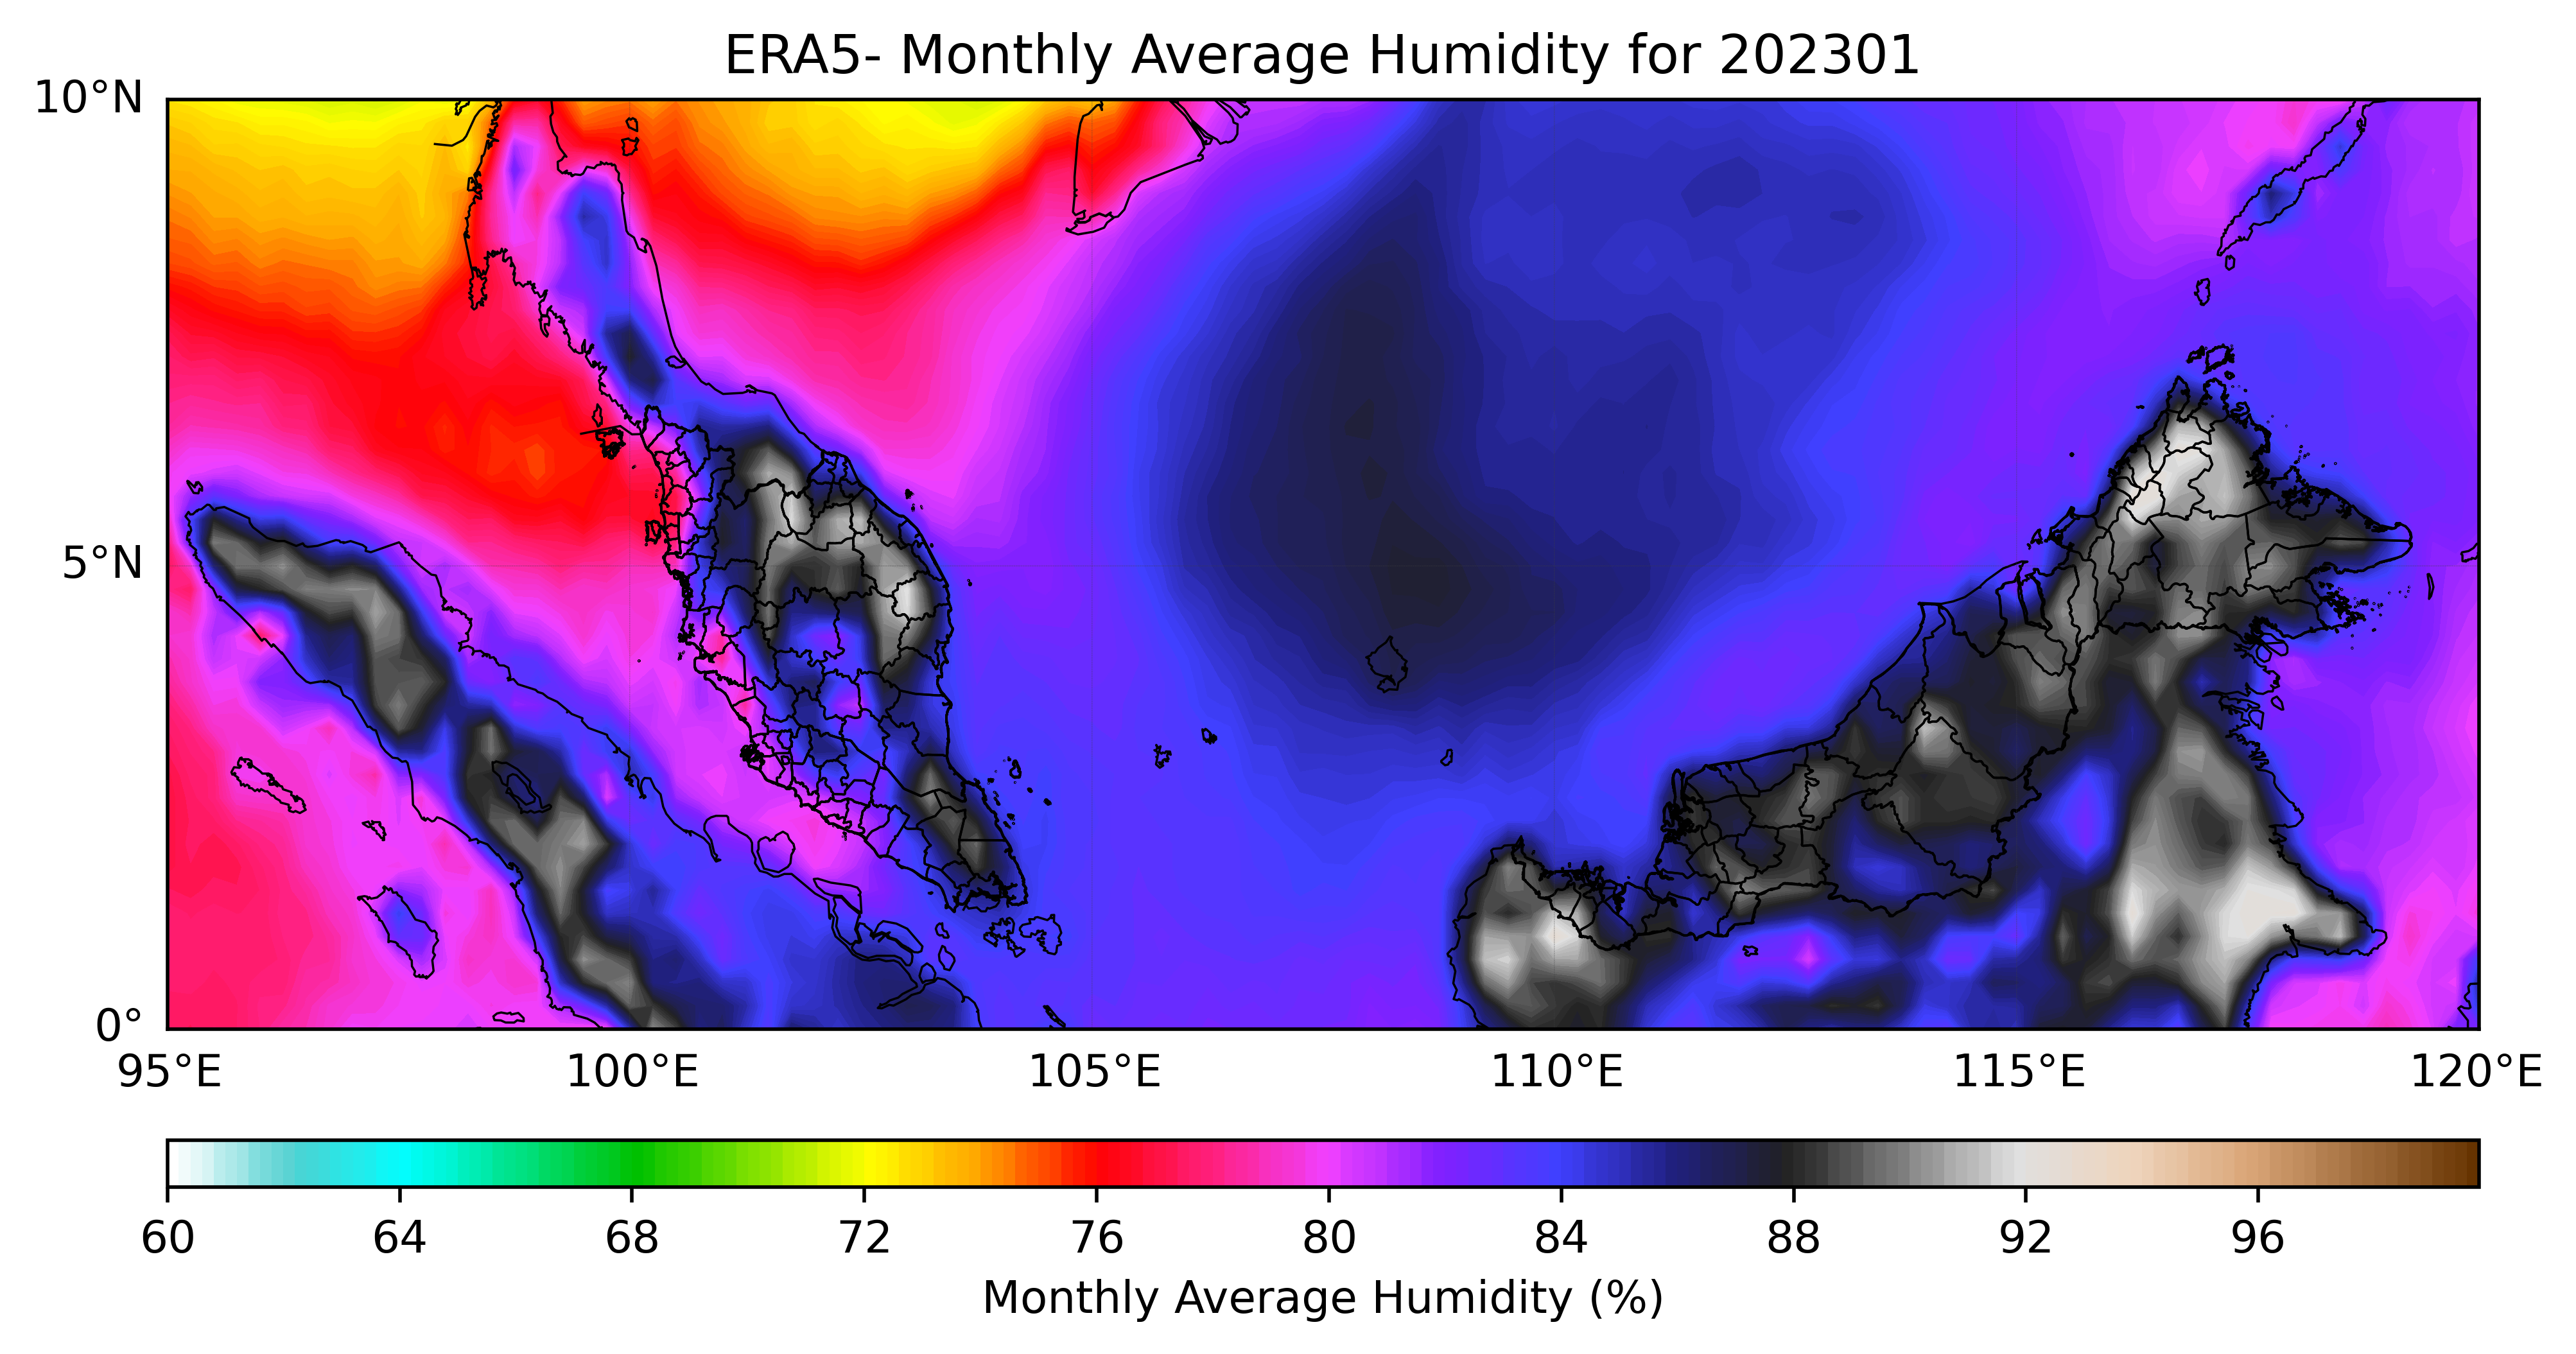 ERA5- Monthly Average Humidity for 202301
10°N
5°N
0°
95°E 100°E 105°E 110°E 115°E 120°E
60 64 68 72 76 80 84 88 92 96
Monthly Average Humidity (%)